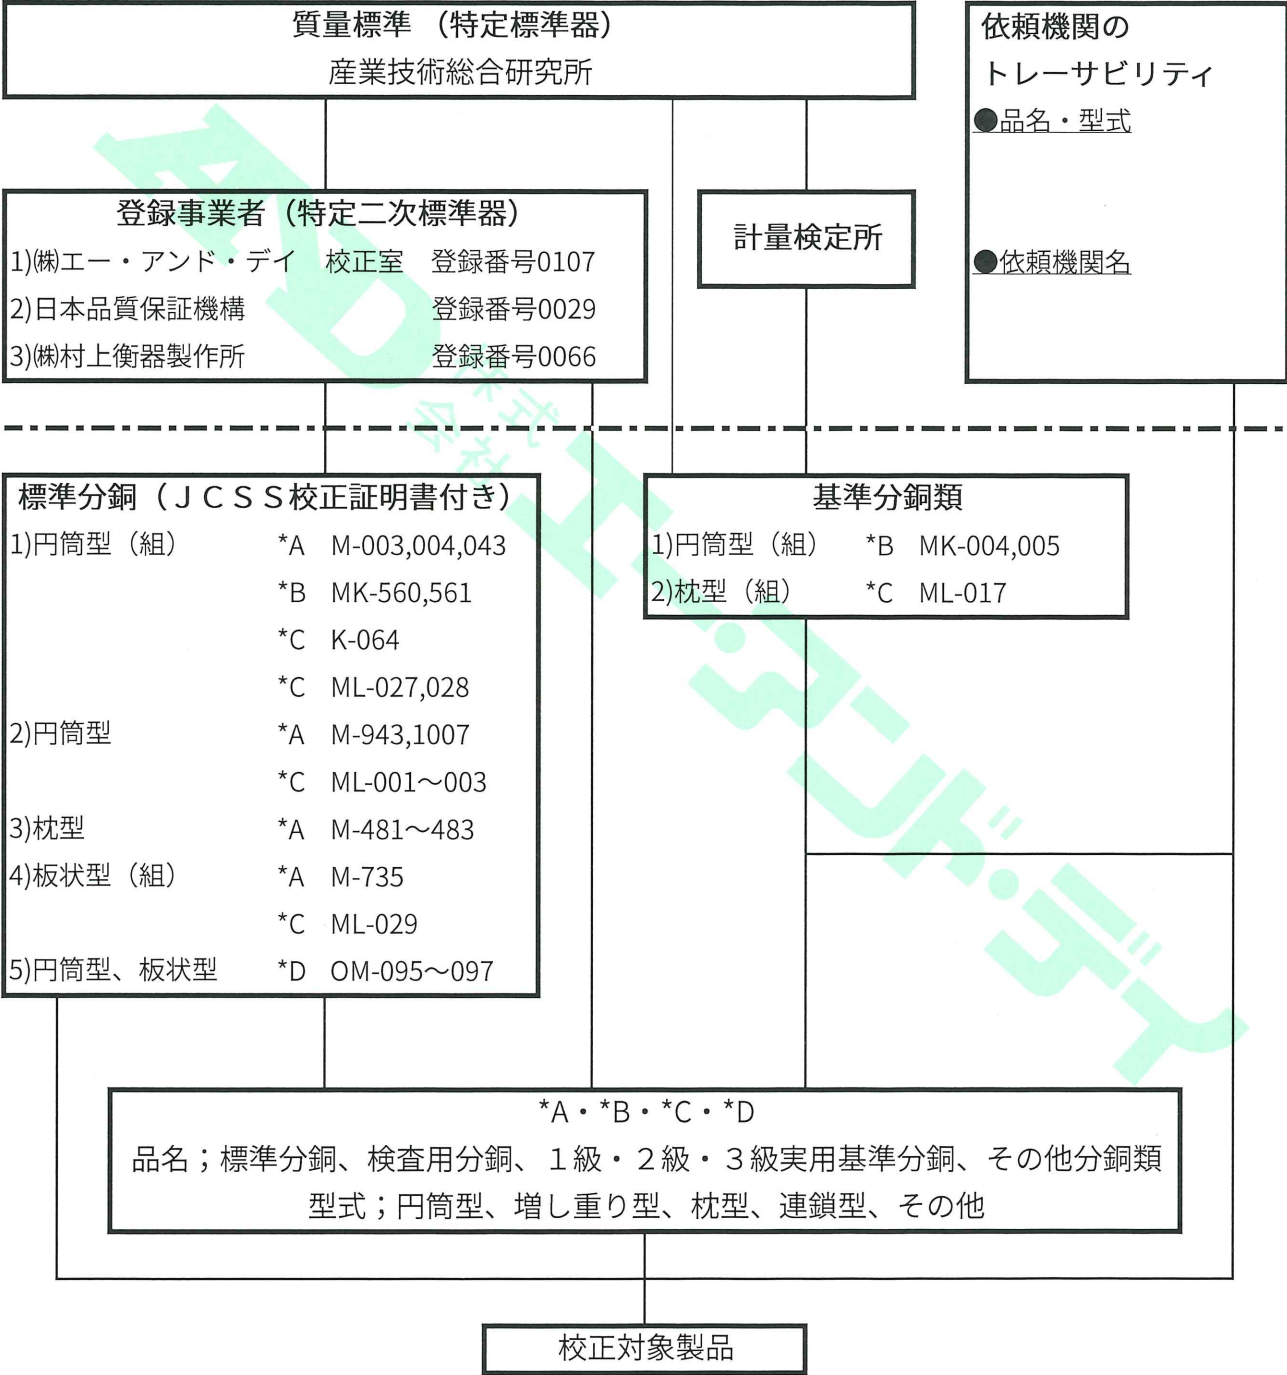 質量標準 （特定標準器）
産業技術総合研究所
依頼機関の
トレーサビリティ
●品名・型式
●依頼機関名
登録事業者（特定二次標準器）
1)㈱エー・アンド・デイ　校正室　登録番号0107
2)日本品質保証機構　登録番号0029
3)㈱村上衡器製作所　登録番号0066
計量検定所
標準分銅（ＪＣＳＳ校正証明書付き）
1)円筒型（組）　*A　M-003,004,043
*B　MK-560,561
*C　K-064
*C　ML-027,028
2)円筒型　*A　M-943,1007
*C　ML-001～003
3)枕型　*A　M-481～483
4)板状型（組）　*A　M-735
*C　ML-029
5)円筒型、板状型　*D　OM-095～097
基準分銅類
1)円筒型（組）　*B　MK-004,005
2)枕型（組）　*C　ML-017
*A・*B・*C・*D
品名；標準分銅、検査用分銅、１級・２級・３級実用基準分銅、その他分銅類
型式；円筒型、増し重り型、枕型、連鎖型、その他
校正対象製品
AND
株式
会社
エー・アンド・デイ